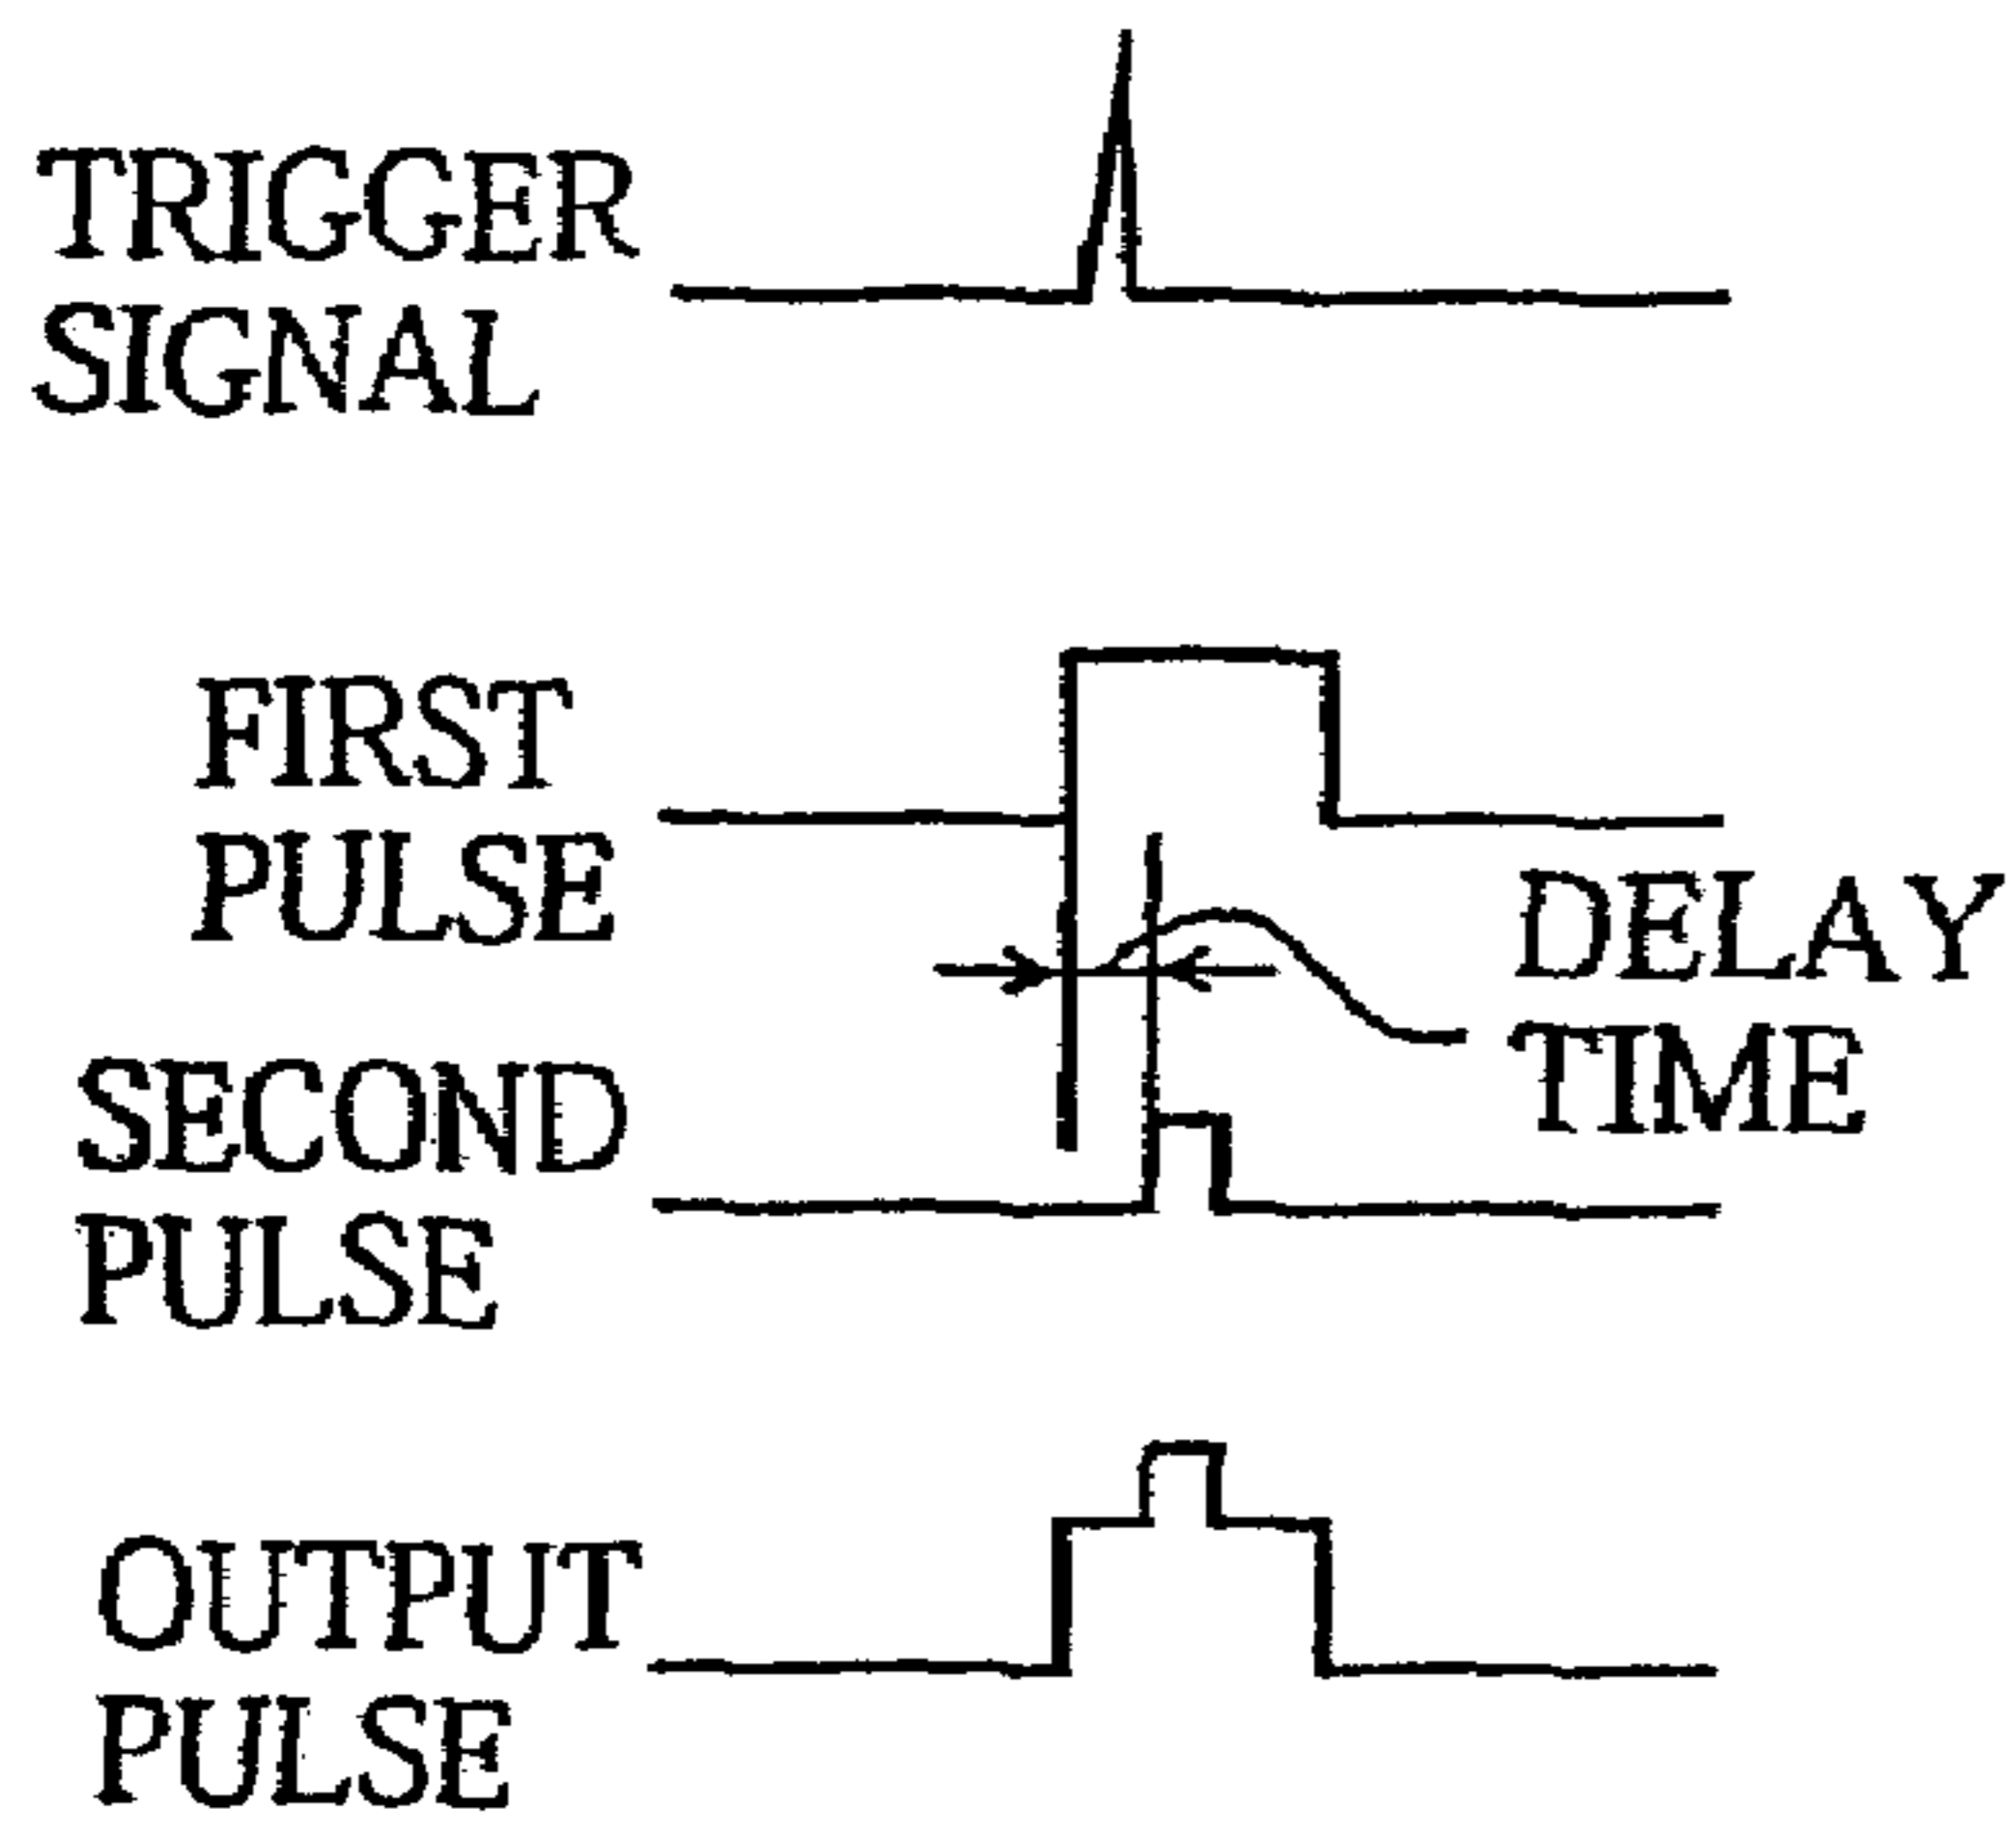 TRIGGER
SIGNAL
FIRST
PULSE
DELAY
TIME
SECOND
PULSE
OUTPUT
PULSE